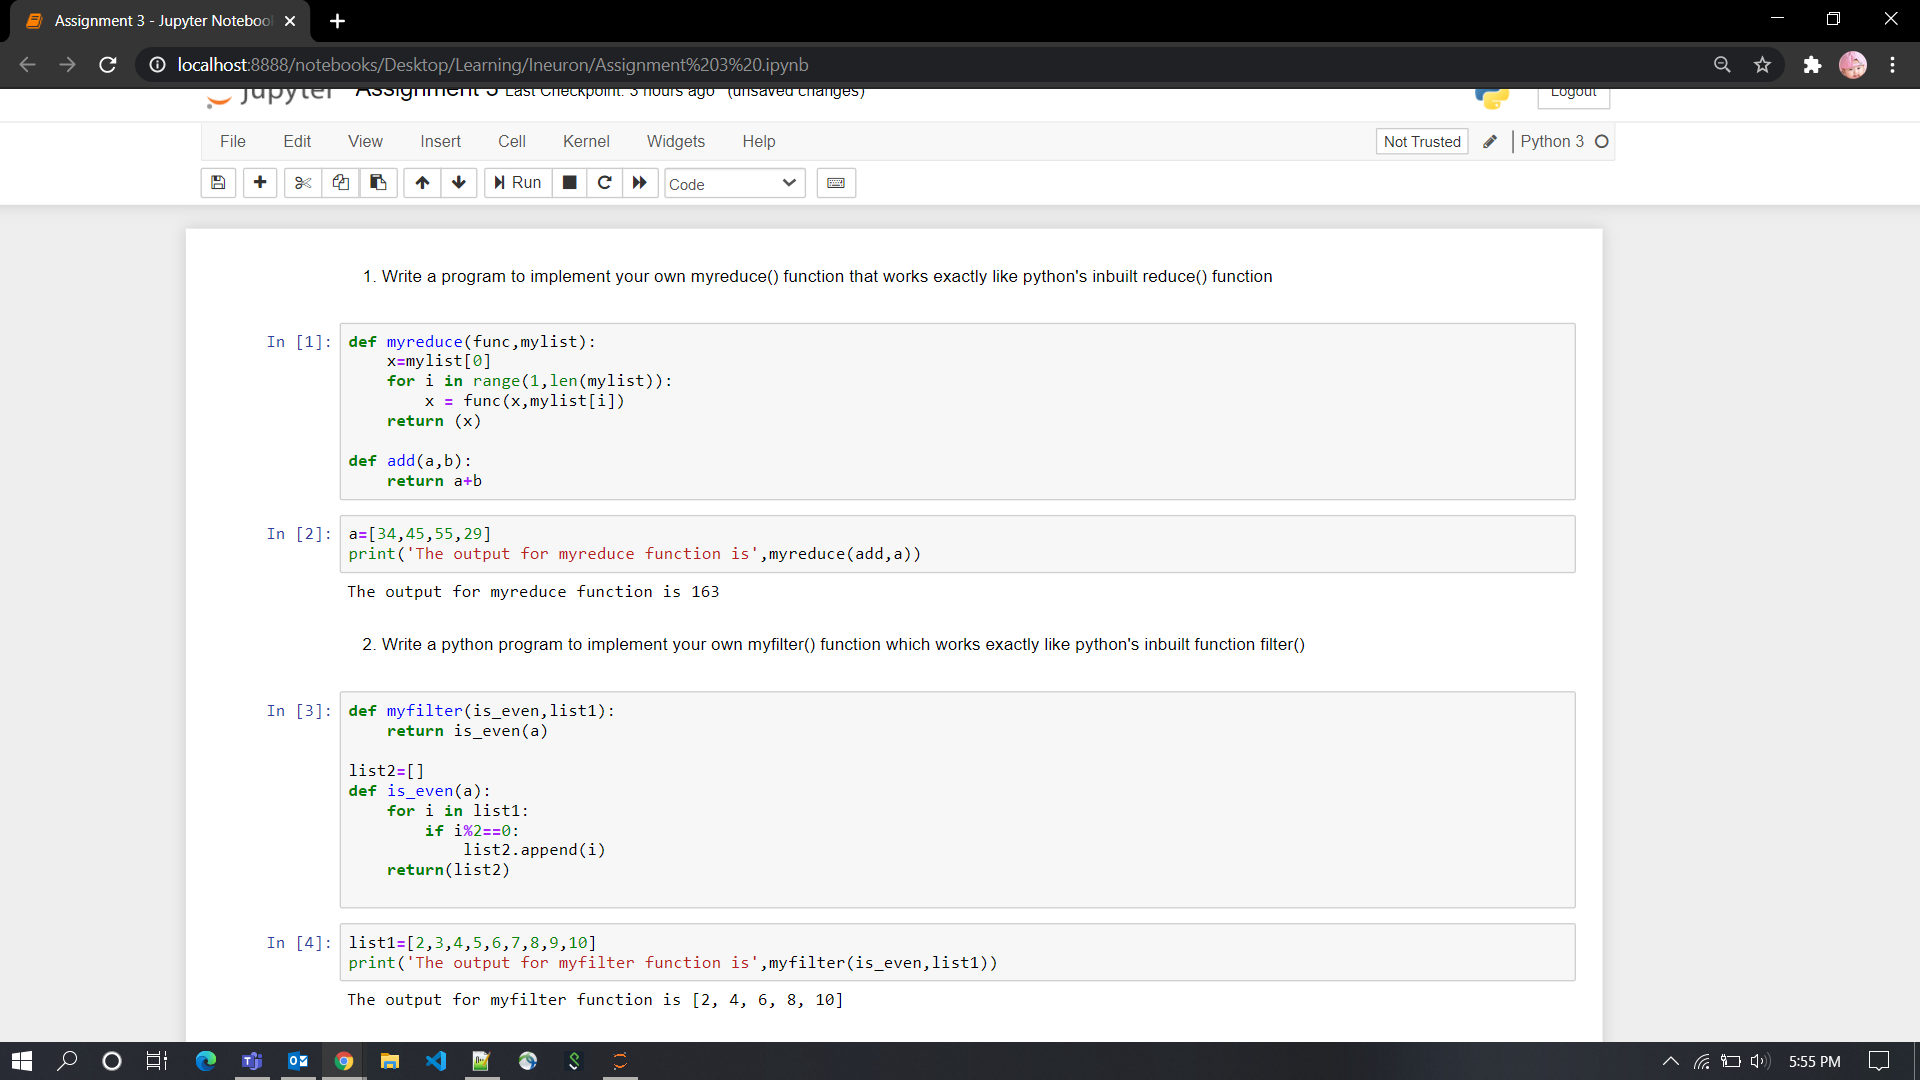 Assignment 3 - Jupyter Noteboo
localhost:8888/notebooks/Desktop/Learning/Ineuron/Assignment%203%20.ipynb
jupyter Assignment 3 Last Checkpoint: 3 hours ago (unsaved changes) Logout
File Edit View Insert Cell Kernel Widgets Help Not Trusted Python 3
Run Code
1. Write a program to implement your own myreduce() function that works exactly like python's inbuilt reduce() function
In [1]: def myreduce(func,mylist):
    x=mylist[0]
    for i in range(1,len(mylist)):
        x = func(x,mylist[i])
    return (x)
def add(a,b):
    return a+b
In [2]: a=[34,45,55,29]
print('The output for myreduce function is',myreduce(add,a))
The output for myreduce function is 163
2. Write a python program to implement your own myfilter() function which works exactly like python's inbuilt function filter()
In [3]: def myfilter(is_even,list1):
    return is_even(a)
list2=[]
def is_even(a):
    for i in list1:
        if i%2==0:
            list2.append(i)
    return(list2)
In [4]: list1=[2,3,4,5,6,7,8,9,10]
print('The output for myfilter function is',myfilter(is_even,list1))
The output for myfilter function is [2, 4, 6, 8, 10]
5:55 PM